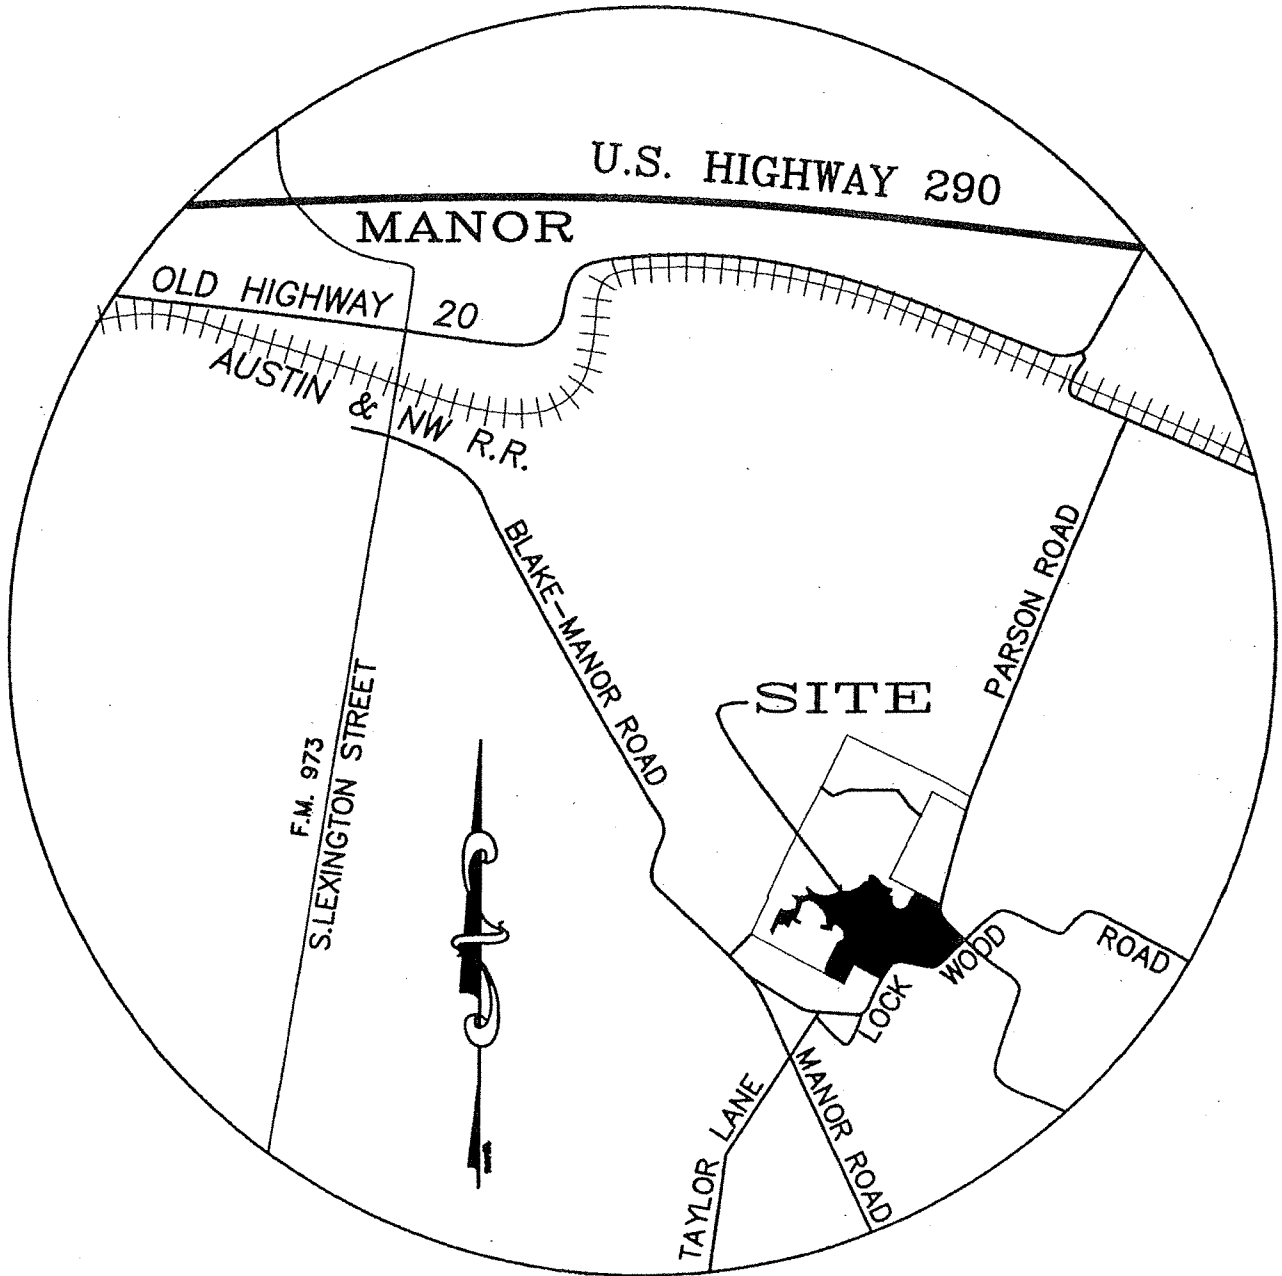 U.S. HIGHWAY 290
MANOR
OLD HIGHWAY 20
AUSTIN & NW R.R.
BLAKE-MANOR ROAD
PARSON ROAD
SITE
F.M. 973
S.LEXINGTON STREET
LOCK WOOD ROAD
MANOR ROAD
TAYLOR LANE